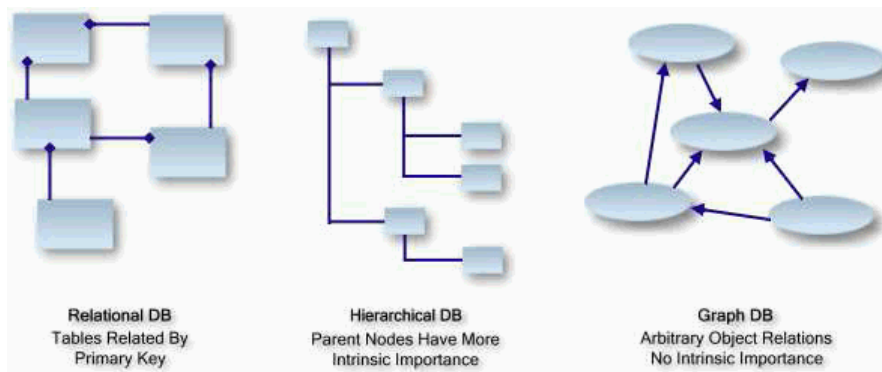 Relational DB
Tables Related By
Primary Key
Hierarchical DB
Parent Nodes Have More
Intrinsic Importance
Graph DB
Arbitrary Object Relations
No Intrinsic Importance